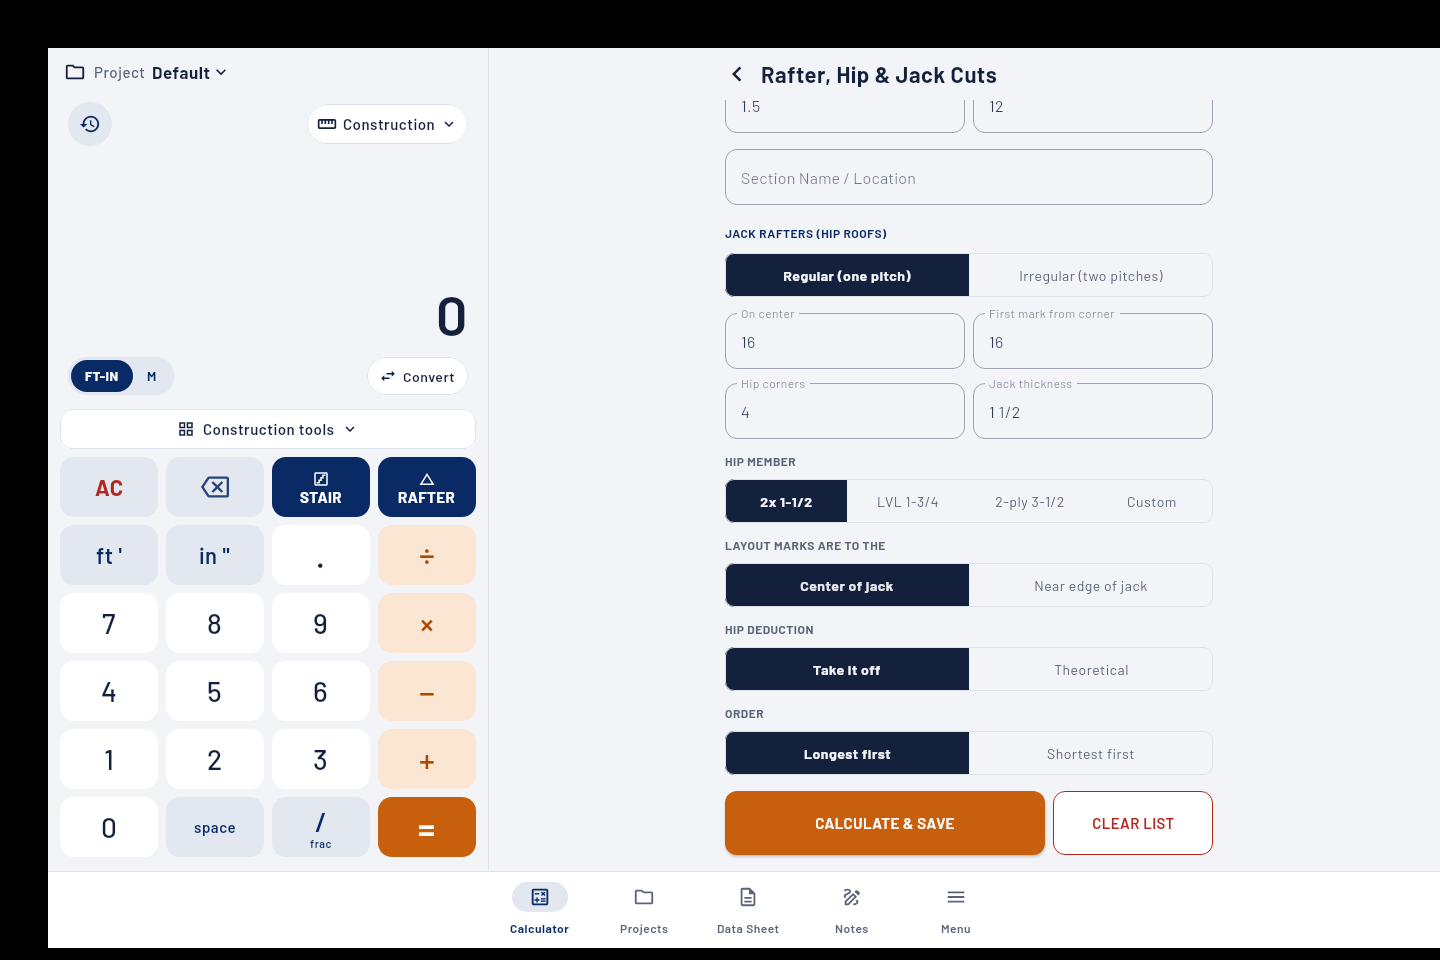 Project Default
Construction
0
FT-IN M
Convert
Construction tools
AC
STAIR
RAFTER
ft '
in "
.
÷
7
8
9
×
4
5
6
−
1
2
3
+
0
space
/
frac
=
Rafter, Hip & Jack Cuts
1.5
12
Section Name / Location
JACK RAFTERS (HIP ROOFS)
Regular (one pitch)
Irregular (two pitches)
On center
16
First mark from corner
16
Hip corners
4
Jack thickness
1 1/2
HIP MEMBER
2x 1-1/2
LVL 1-3/4
2-ply 3-1/2
Custom
LAYOUT MARKS ARE TO THE
Center of jack
Near edge of jack
HIP DEDUCTION
Take it off
Theoretical
ORDER
Longest first
Shortest first
CALCULATE & SAVE
CLEAR LIST
Calculator
Projects
Data Sheet
Notes
Menu